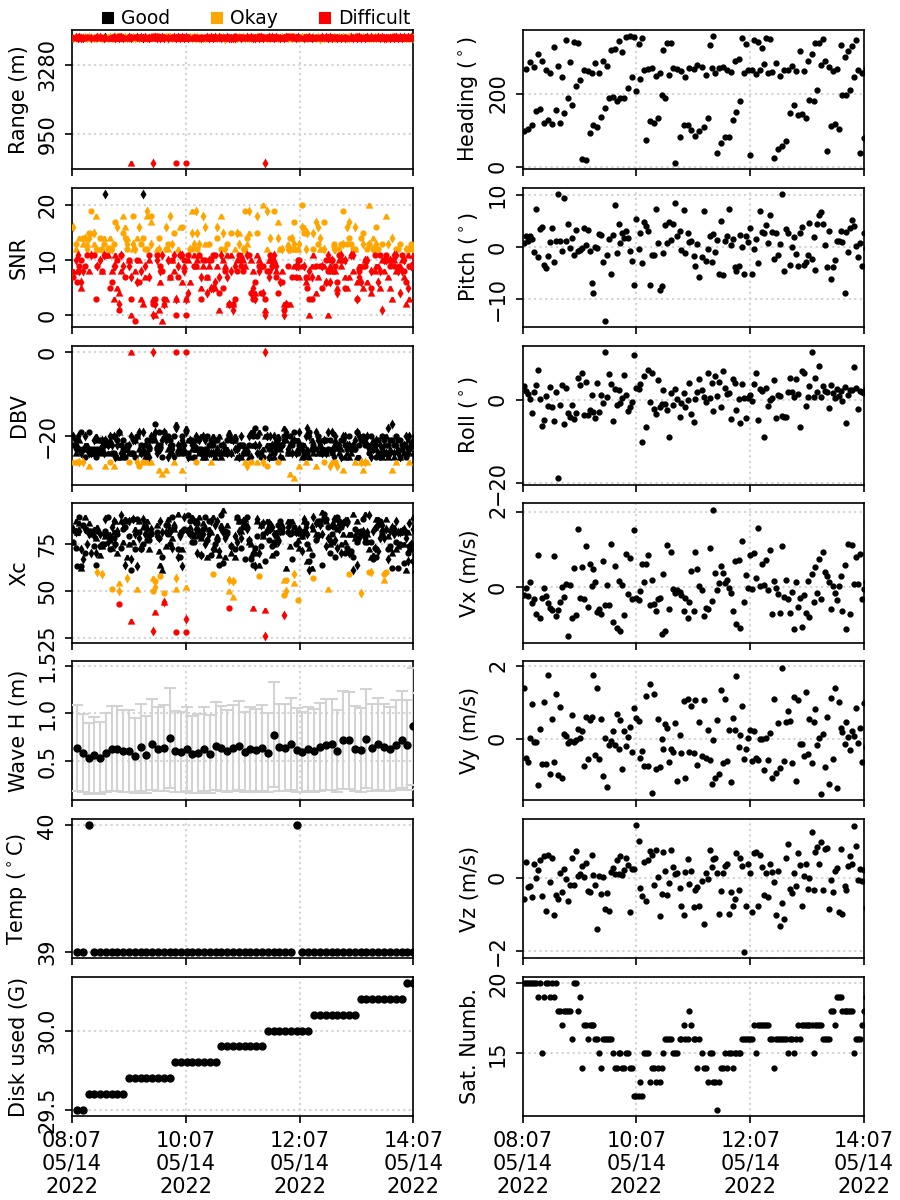 Good Okay Difficult
Range (m)
3280
950
Heading (°)
200
0
SNR
20
10
0
Pitch (°)
10
0
−10
DBV
0
−20
Roll (°)
0
−20
Xc
75
50
25
Vx (m/s)
2
0
Wave H (m)
1.5
1.0
0.5
Vy (m/s)
2
0
Temp (°C)
40
39
Vz (m/s)
0
−2
Disk used (G)
30.0
29.5
Sat. Numb.
20
15
08:07 10:07 12:07 14:07
05/14 05/14 05/14 05/14
2022 2022 2022 2022
08:07 10:07 12:07 14:07
05/14 05/14 05/14 05/14
2022 2022 2022 2022